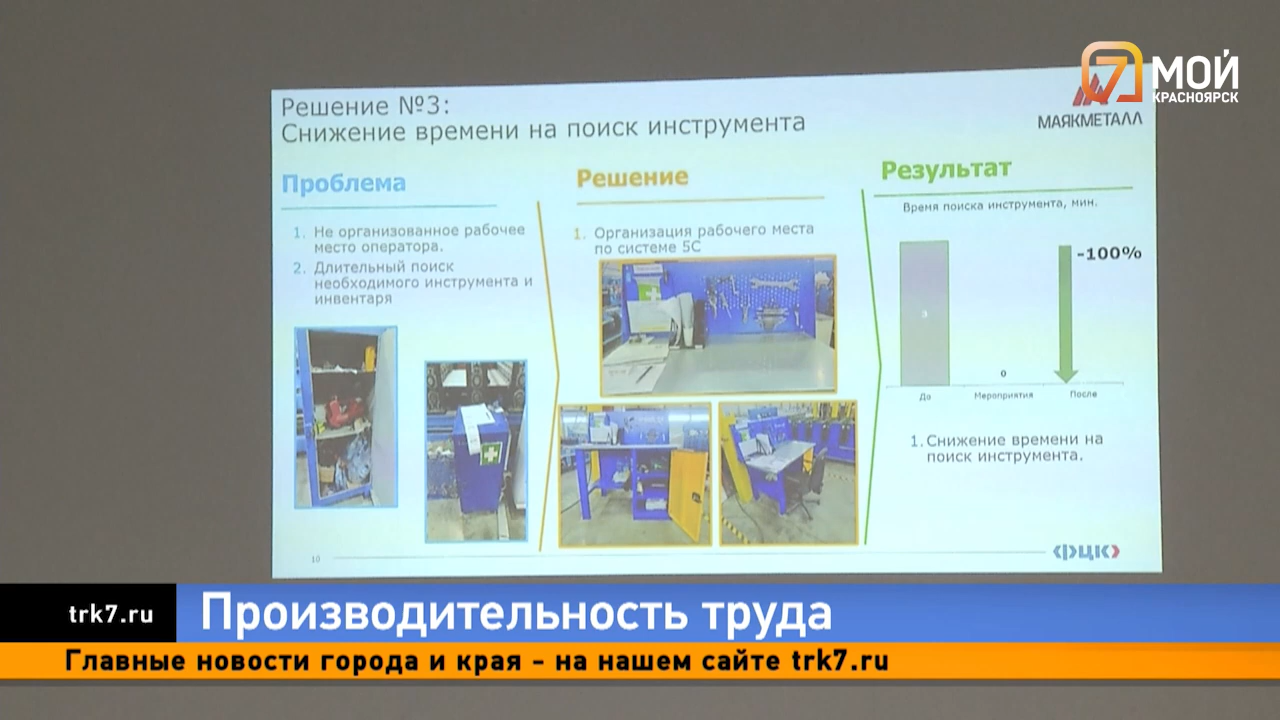 7 МОЙ
КРАСНОЯРСК
МАЯКМЕТАЛЛ
Решение №3:
Снижение времени на поиск инструмента
Проблема
1. Не организованное рабочее
место оператора.
2. Длительный поиск
необходимого инструмента и
инвентаря
Решение
1. Организация рабочего места
по системе 5С
Результат
Время поиска инструмента, мин.
-100%
3
0
До Мероприятия После
1. Снижение времени на
поиск инструмента.
10
ФЦК
trk7.ru
Производительность труда
Главные новости города и края - на нашем сайте trk7.ru